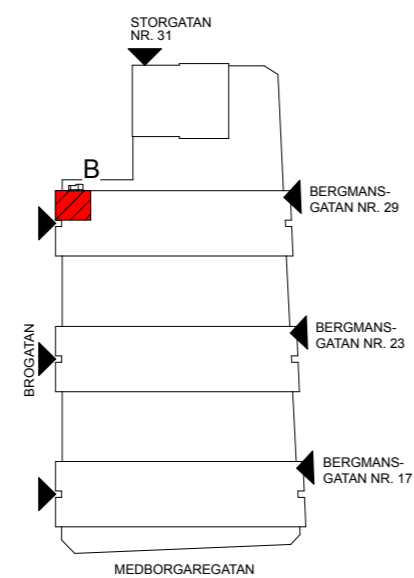 STORGATAN
NR. 31
B
BERGMANS-
GATAN NR. 29
BROGATAN
BERGMANS-
GATAN NR. 23
BERGMANS-
GATAN NR. 17
MEDBORGAREGATAN